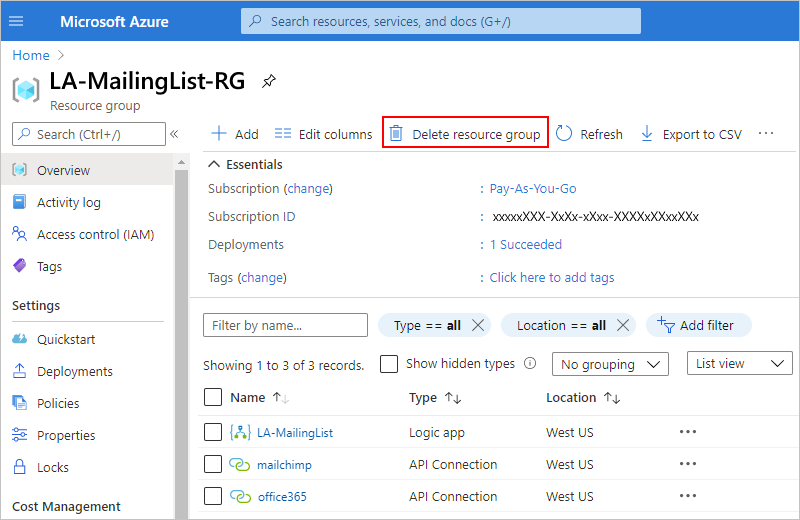 Microsoft Azure
Search resources, services, and docs (G+/)
Home >
LA-MailingList-RG
Resource group
Search (Ctrl+/) «
Add Edit columns Delete resource group Refresh Export to CSV ...
Overview
Activity log
Access control (IAM)
Tags
Settings
Quickstart
Deployments
Policies
Properties
Locks
Cost Management
Essentials
Subscription (change) : Pay-As-You-Go
Subscription ID : xxxxxXXX-XxXx-xXxx-XXXXxXXxxXXx
Deployments : 1 Succeeded
Tags (change) : Click here to add tags
Filter by name... Type == all Location == all Add filter
Showing 1 to 3 of 3 records. Show hidden types No grouping List view
Name Type Location
LA-MailingList Logic app West US ...
mailchimp API Connection West US ...
office365 API Connection West US ...